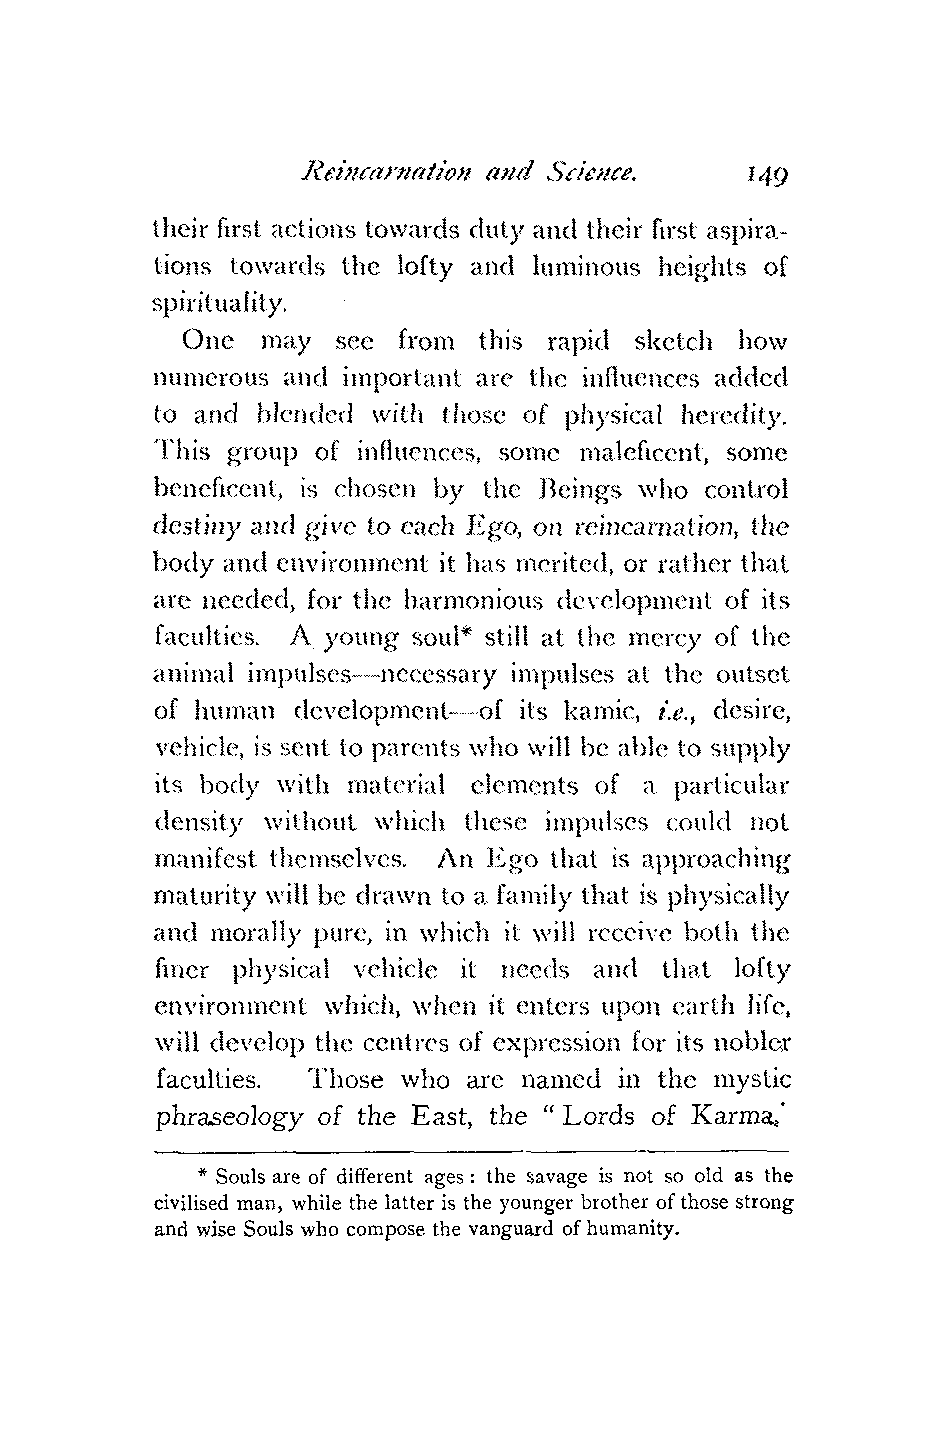 Reincarnation and Science. 149
their first actions towards duty and their first aspira-
tions towards the lofty and luminous heights of
spirituality.
One may see from this rapid sketch how
numerous and important are the influences added
to and blended with those of physical heredity.
This group of influences, some maleficent, some
beneficent, is chosen by the Beings who control
destiny and give to each Ego, on reincarnation, the
body and environment it has merited, or rather that
are needed, for the harmonious development of its
faculties. A young soul* still at the mercy of the
animal impulses—necessary impulses at the outset
of human development—of its kamic, i.e., desire,
vehicle, is sent to parents who will be able to supply
its body with material elements of a particular
density without which these impulses could not
manifest themselves. An Ego that is approaching
maturity will be drawn to a family that is physically
and morally pure, in which it will receive both the
finer physical vehicle it needs and that lofty
environment which, when it enters upon earth life,
will develop the centres of expression for its nobler
faculties. Those who are named in the mystic
phraseology of the East, the “Lords of Karma,'
* Souls are of different ages: the savage is not so old as the
civilised man, while the latter is the younger brother of those strong
and wise Souls who compose the vanguard of humanity.